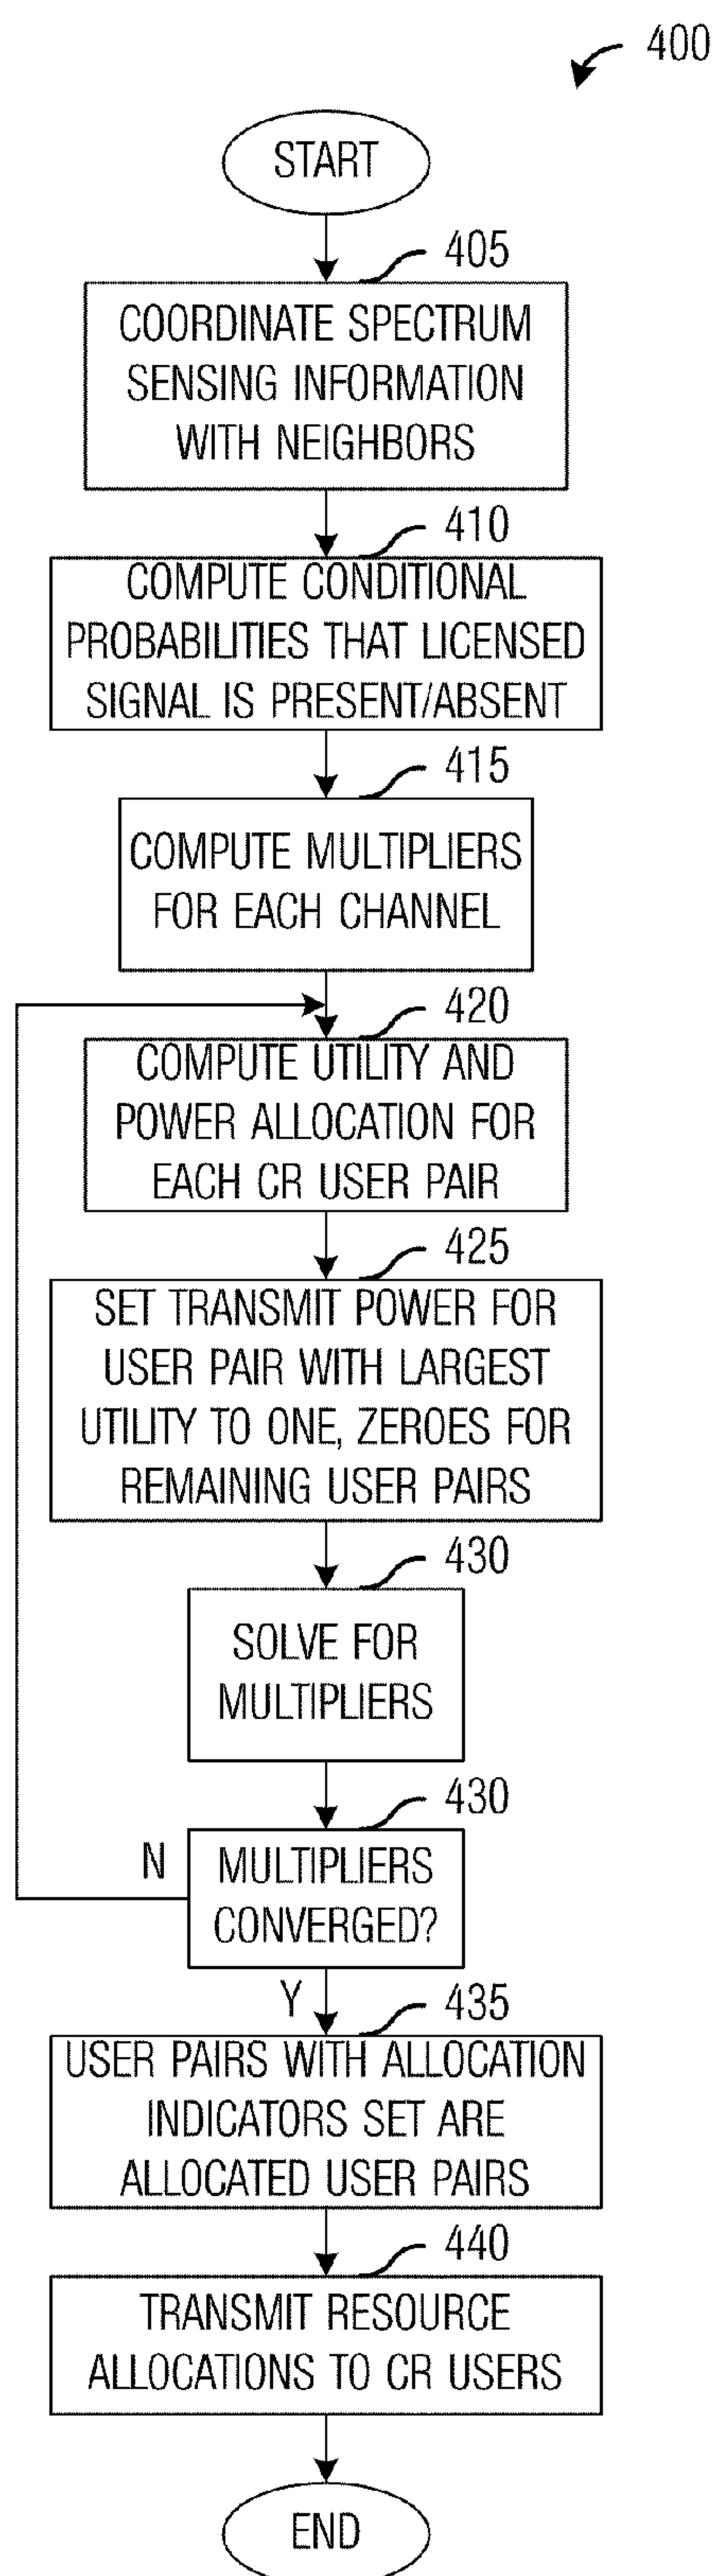 400
START
405
COORDINATE SPECTRUM
SENSING INFORMATION
WITH NEIGHBORS
410
COMPUTE CONDITIONAL
PROBABILITIES THAT LICENSED
SIGNAL IS PRESENT/ABSENT
415
COMPUTE MULTIPLIERS
FOR EACH CHANNEL
420
COMPUTE UTILITY AND
POWER ALLOCATION FOR
EACH CR USER PAIR
425
SET TRANSMIT POWER FOR
USER PAIR WITH LARGEST
UTILITY TO ONE, ZEROES FOR
REMAINING USER PAIRS
430
SOLVE FOR
MULTIPLIERS
430
N
MULTIPLIERS
CONVERGED?
Y
435
USER PAIRS WITH ALLOCATION
INDICATORS SET ARE
ALLOCATED USER PAIRS
440
TRANSMIT RESOURCE
ALLOCATIONS TO CR USERS
END